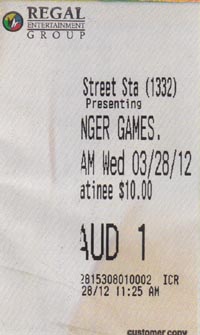 REGAL
ENTERTAINMENT
GROUP
Street Sta (1332)
Presenting
NGER GAMES.
AM Wed 03/28/12
atinee $10.00
AUD 1
2815308010002 ICR
28/12 11:25 AM
customer copy